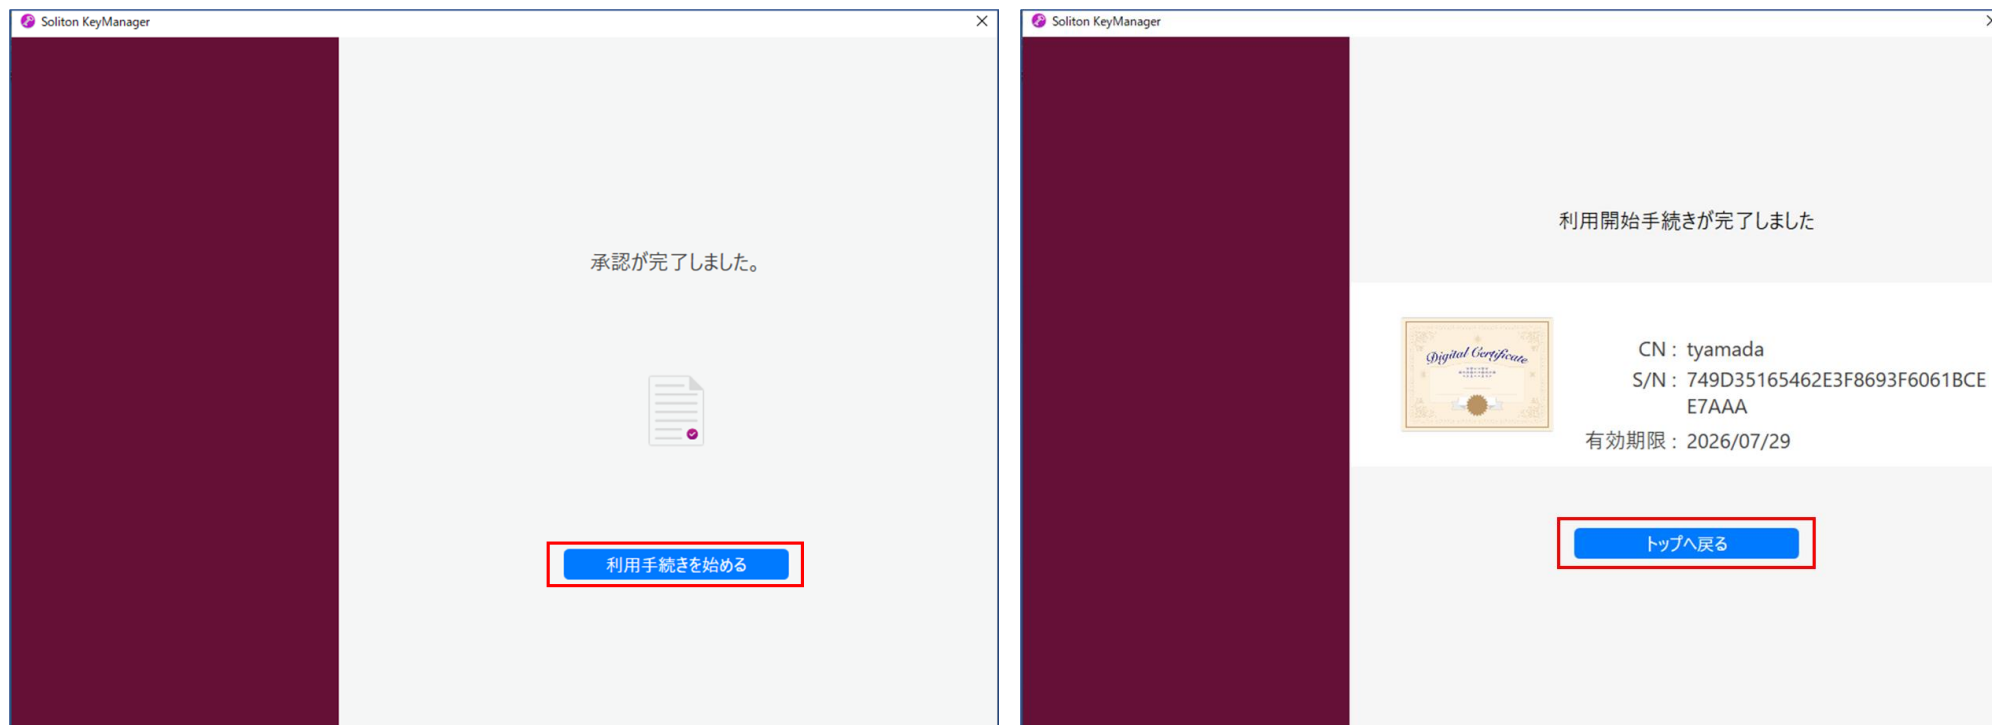 Soliton KeyManager
承認が完了しました。
利用手続きを始める
Soliton KeyManager
利用開始手続きが完了しました
Digital Certificate
CN : tyamada
S/N : 749D35165462E3F8693F6061BCE
E7AAA
有効期限 : 2026/07/29
トップへ戻る